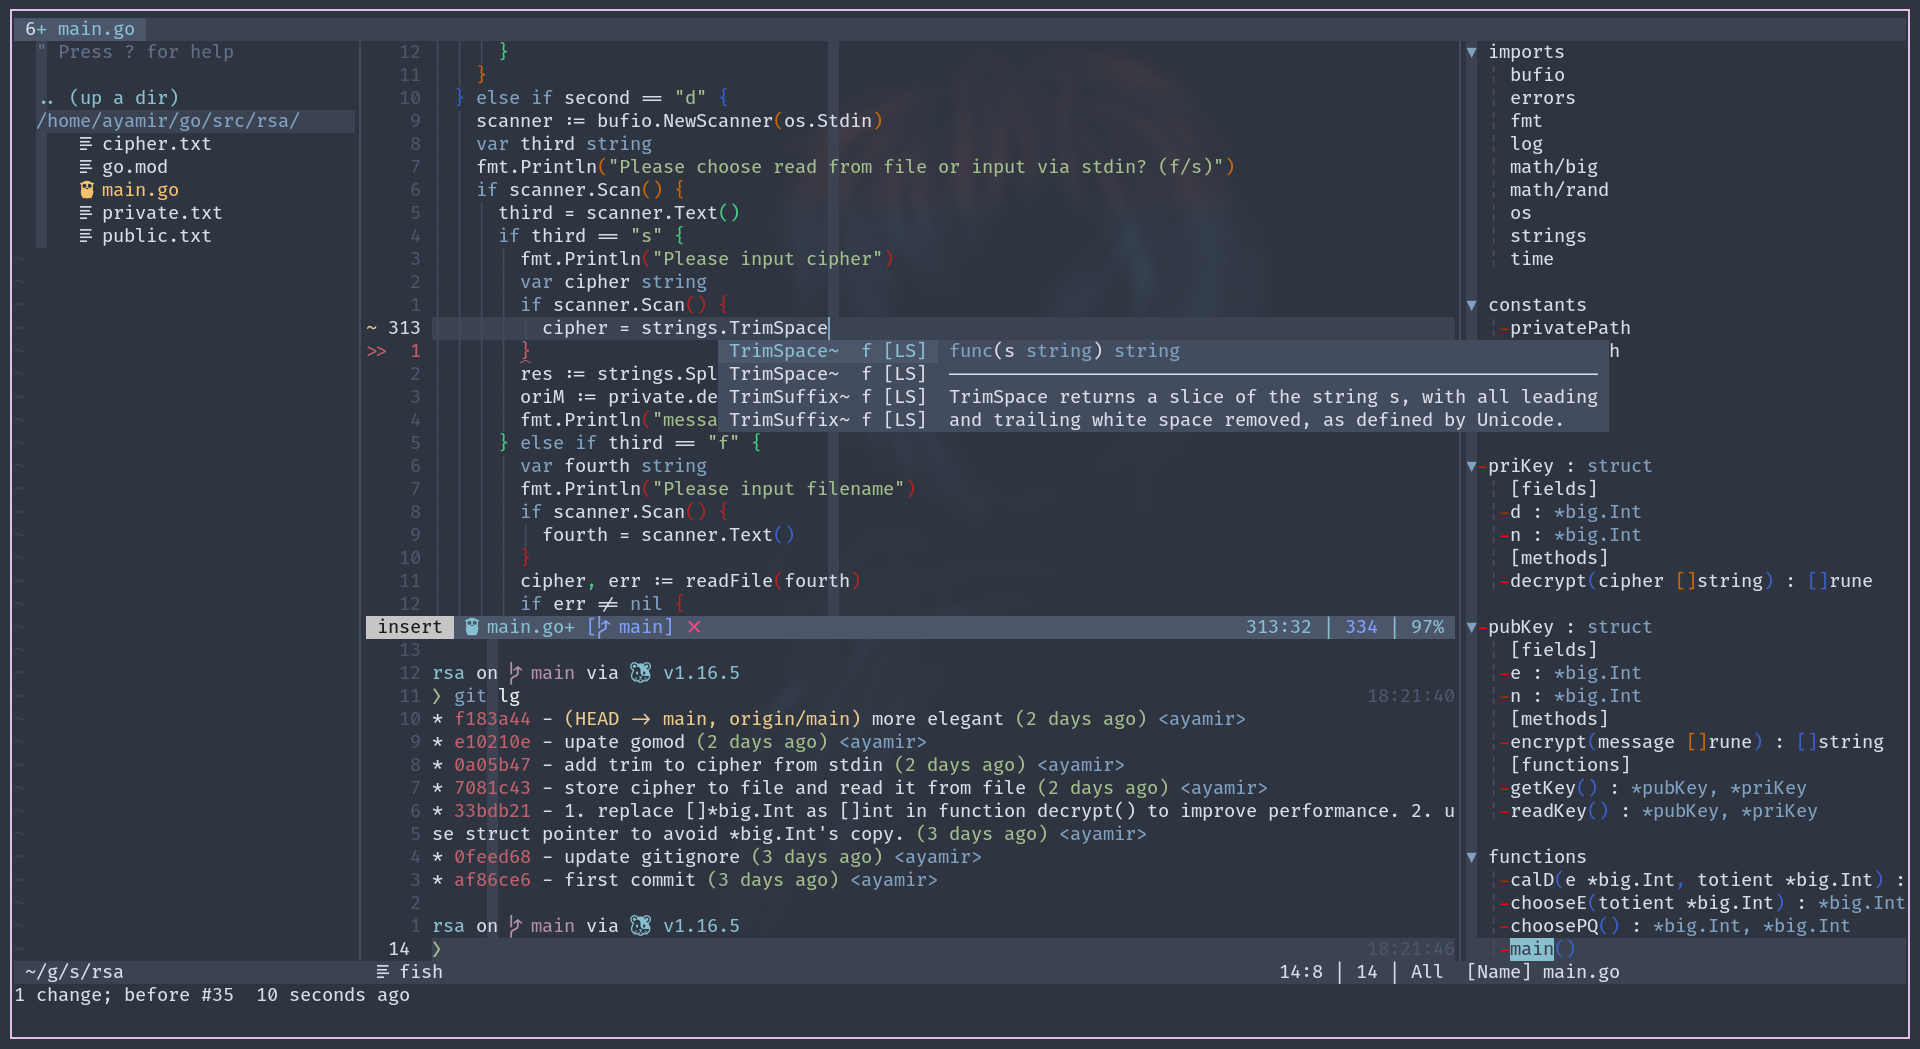 6+ main.go
" Press ? for help
.. (up a dir)
/home/ayamir/go/src/rsa/
cipher.txt
go.mod
main.go
private.txt
public.txt
12 }
11 }
10 } else if second == "d" {
9 scanner := bufio.NewScanner(os.Stdin)
8 var third string
7 fmt.Println("Please choose read from file or input via stdin? (f/s)")
6 if scanner.Scan() {
5 third = scanner.Text()
4 if third == "s" {
3 fmt.Println("Please input cipher")
2 var cipher string
1 if scanner.Scan() {
~ 313 cipher = strings.TrimSpace
>> 1 }
2 res := strings.Spl
3 oriM := private.de
4 fmt.Println("messa
5 } else if third == "f" {
6 var fourth string
7 fmt.Println("Please input filename")
8 if scanner.Scan() {
9 fourth = scanner.Text()
10 }
11 cipher, err := readFile(fourth)
12 if err != nil {
TrimSpace~ f [LS]
TrimSpace~ f [LS]
TrimSuffix~ f [LS]
TrimSuffix~ f [LS]
func(s string) string
TrimSpace returns a slice of the string s, with all leading
and trailing white space removed, as defined by Unicode.
insert main.go+ [ main] ✕ 313:32 | 334 | 97%
13
12 rsa on main via v1.16.5
11 ❯ git lg 18:21:40
10 * f183a44 - (HEAD -> main, origin/main) more elegant (2 days ago) <ayamir>
9 * e10210e - upate gomod (2 days ago) <ayamir>
8 * 0a05b47 - add trim to cipher from stdin (2 days ago) <ayamir>
7 * 7081c43 - store cipher to file and read it from file (2 days ago) <ayamir>
6 * 33bdb21 - 1. replace []*big.Int as []int in function decrypt() to improve performance. 2. u
5 se struct pointer to avoid *big.Int's copy. (3 days ago) <ayamir>
4 * 0feed68 - update gitignore (3 days ago) <ayamir>
3 * af86ce6 - first commit (3 days ago) <ayamir>
2
1 rsa on main via v1.16.5
14 ❯ 18:21:46
▼ imports
bufio
errors
fmt
log
math/big
math/rand
os
strings
time
▼ constants
-privatePath
h
▼-priKey : struct
[fields]
-d : *big.Int
-n : *big.Int
[methods]
-decrypt(cipher []string) : []rune
▼-pubKey : struct
[fields]
-e : *big.Int
-n : *big.Int
[methods]
-encrypt(message []rune) : []string
[functions]
-getKey() : *pubKey, *priKey
-readKey() : *pubKey, *priKey
▼ functions
-calD(e *big.Int, totient *big.Int) :
-chooseE(totient *big.Int) : *big.Int
-choosePQ() : *big.Int, *big.Int
-main()
~/g/s/rsa
fish 14:8 | 14 | All
[Name] main.go
1 change; before #35 10 seconds ago